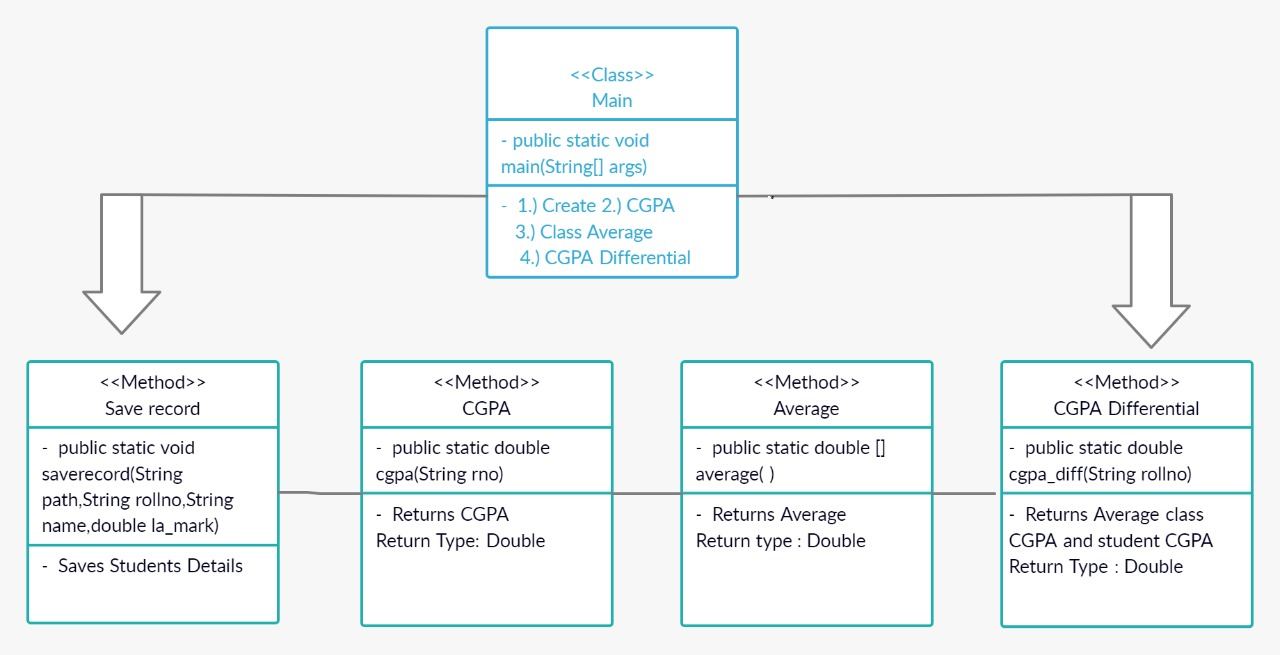 <<Class>>
Main
- public static void
main(String[] args)
- 1.) Create 2.) CGPA
3.) Class Average
4.) CGPA Differential
<<Method>>
Save record
- public static void
saverecord(String
path,String rollno,String
name,double la_mark)
- Saves Students Details
<<Method>>
CGPA
- public static double
cgpa(String rno)
- Returns CGPA
Return Type: Double
<<Method>>
Average
- public static double []
average( )
- Returns Average
Return type : Double
<<Method>>
CGPA Differential
- public static double
cgpa_diff(String rollno)
- Returns Average class
CGPA and student CGPA
Return Type : Double